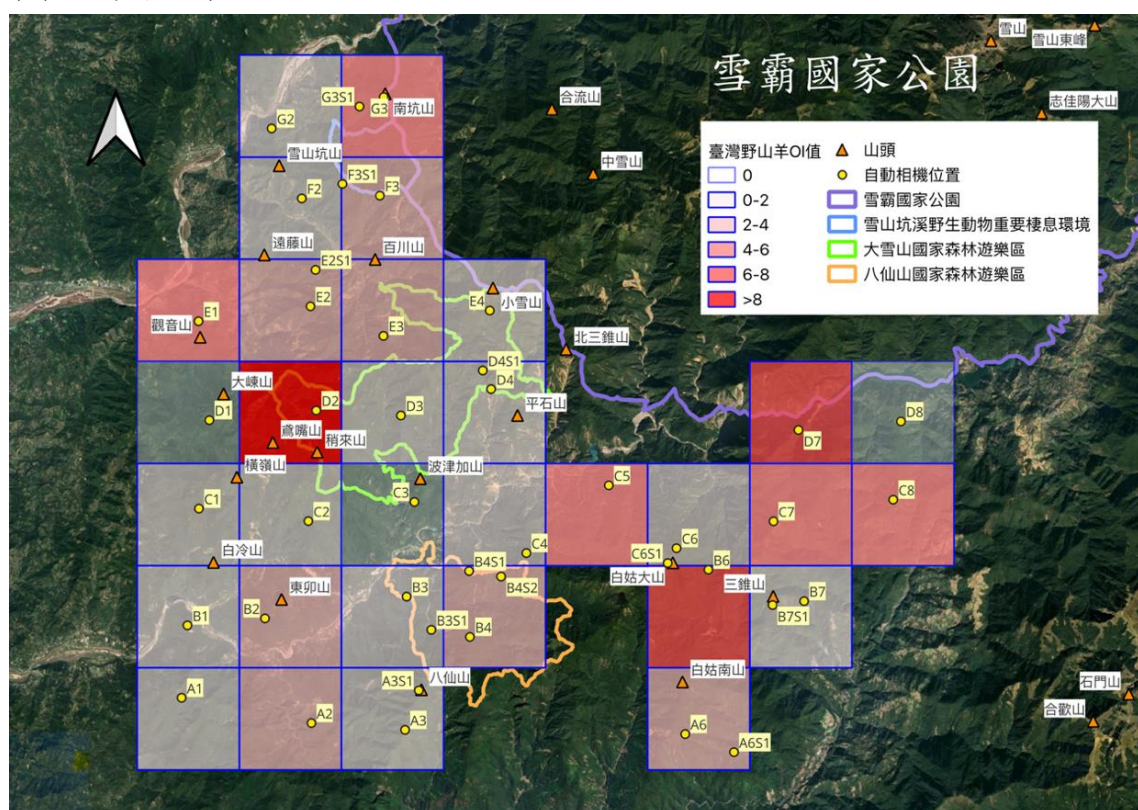 雪霸國家公園
臺灣野山羊OI值
0
0-2
2-4
4-6
6-8
>8
山頭
自動相機位置
雪霸國家公園
雪山坑溪野生動物重要棲息環境
大雪山國家森林遊樂區
八仙山國家森林遊樂區
雪山
雪山東峰
志佳陽大山
合流山
中雪山
G3S1
G3
南坑山
G2
雪山坑山
F3S1
F2
F3
遠藤山
百川山
E2S1
E1
E2
E4
小雪山
觀音山
E3
北三錐山
D4S1
大崠山
D1
D2
D3
D4
平石山
鳶嘴山
稍來山
D7
D8
橫嶺山
波津加山
C1
C2
C3
C5
C7
C8
C4
C6
白冷山
C6S1
白姑大山
B6
B4S1
B4S2
三錐山
東卯山
B1
B2
B3
B3S1
B4
B7
B7S1
A3S1
八仙山
白姑南山
A1
A2
A3
A6
A6S1
石門山
合歡山